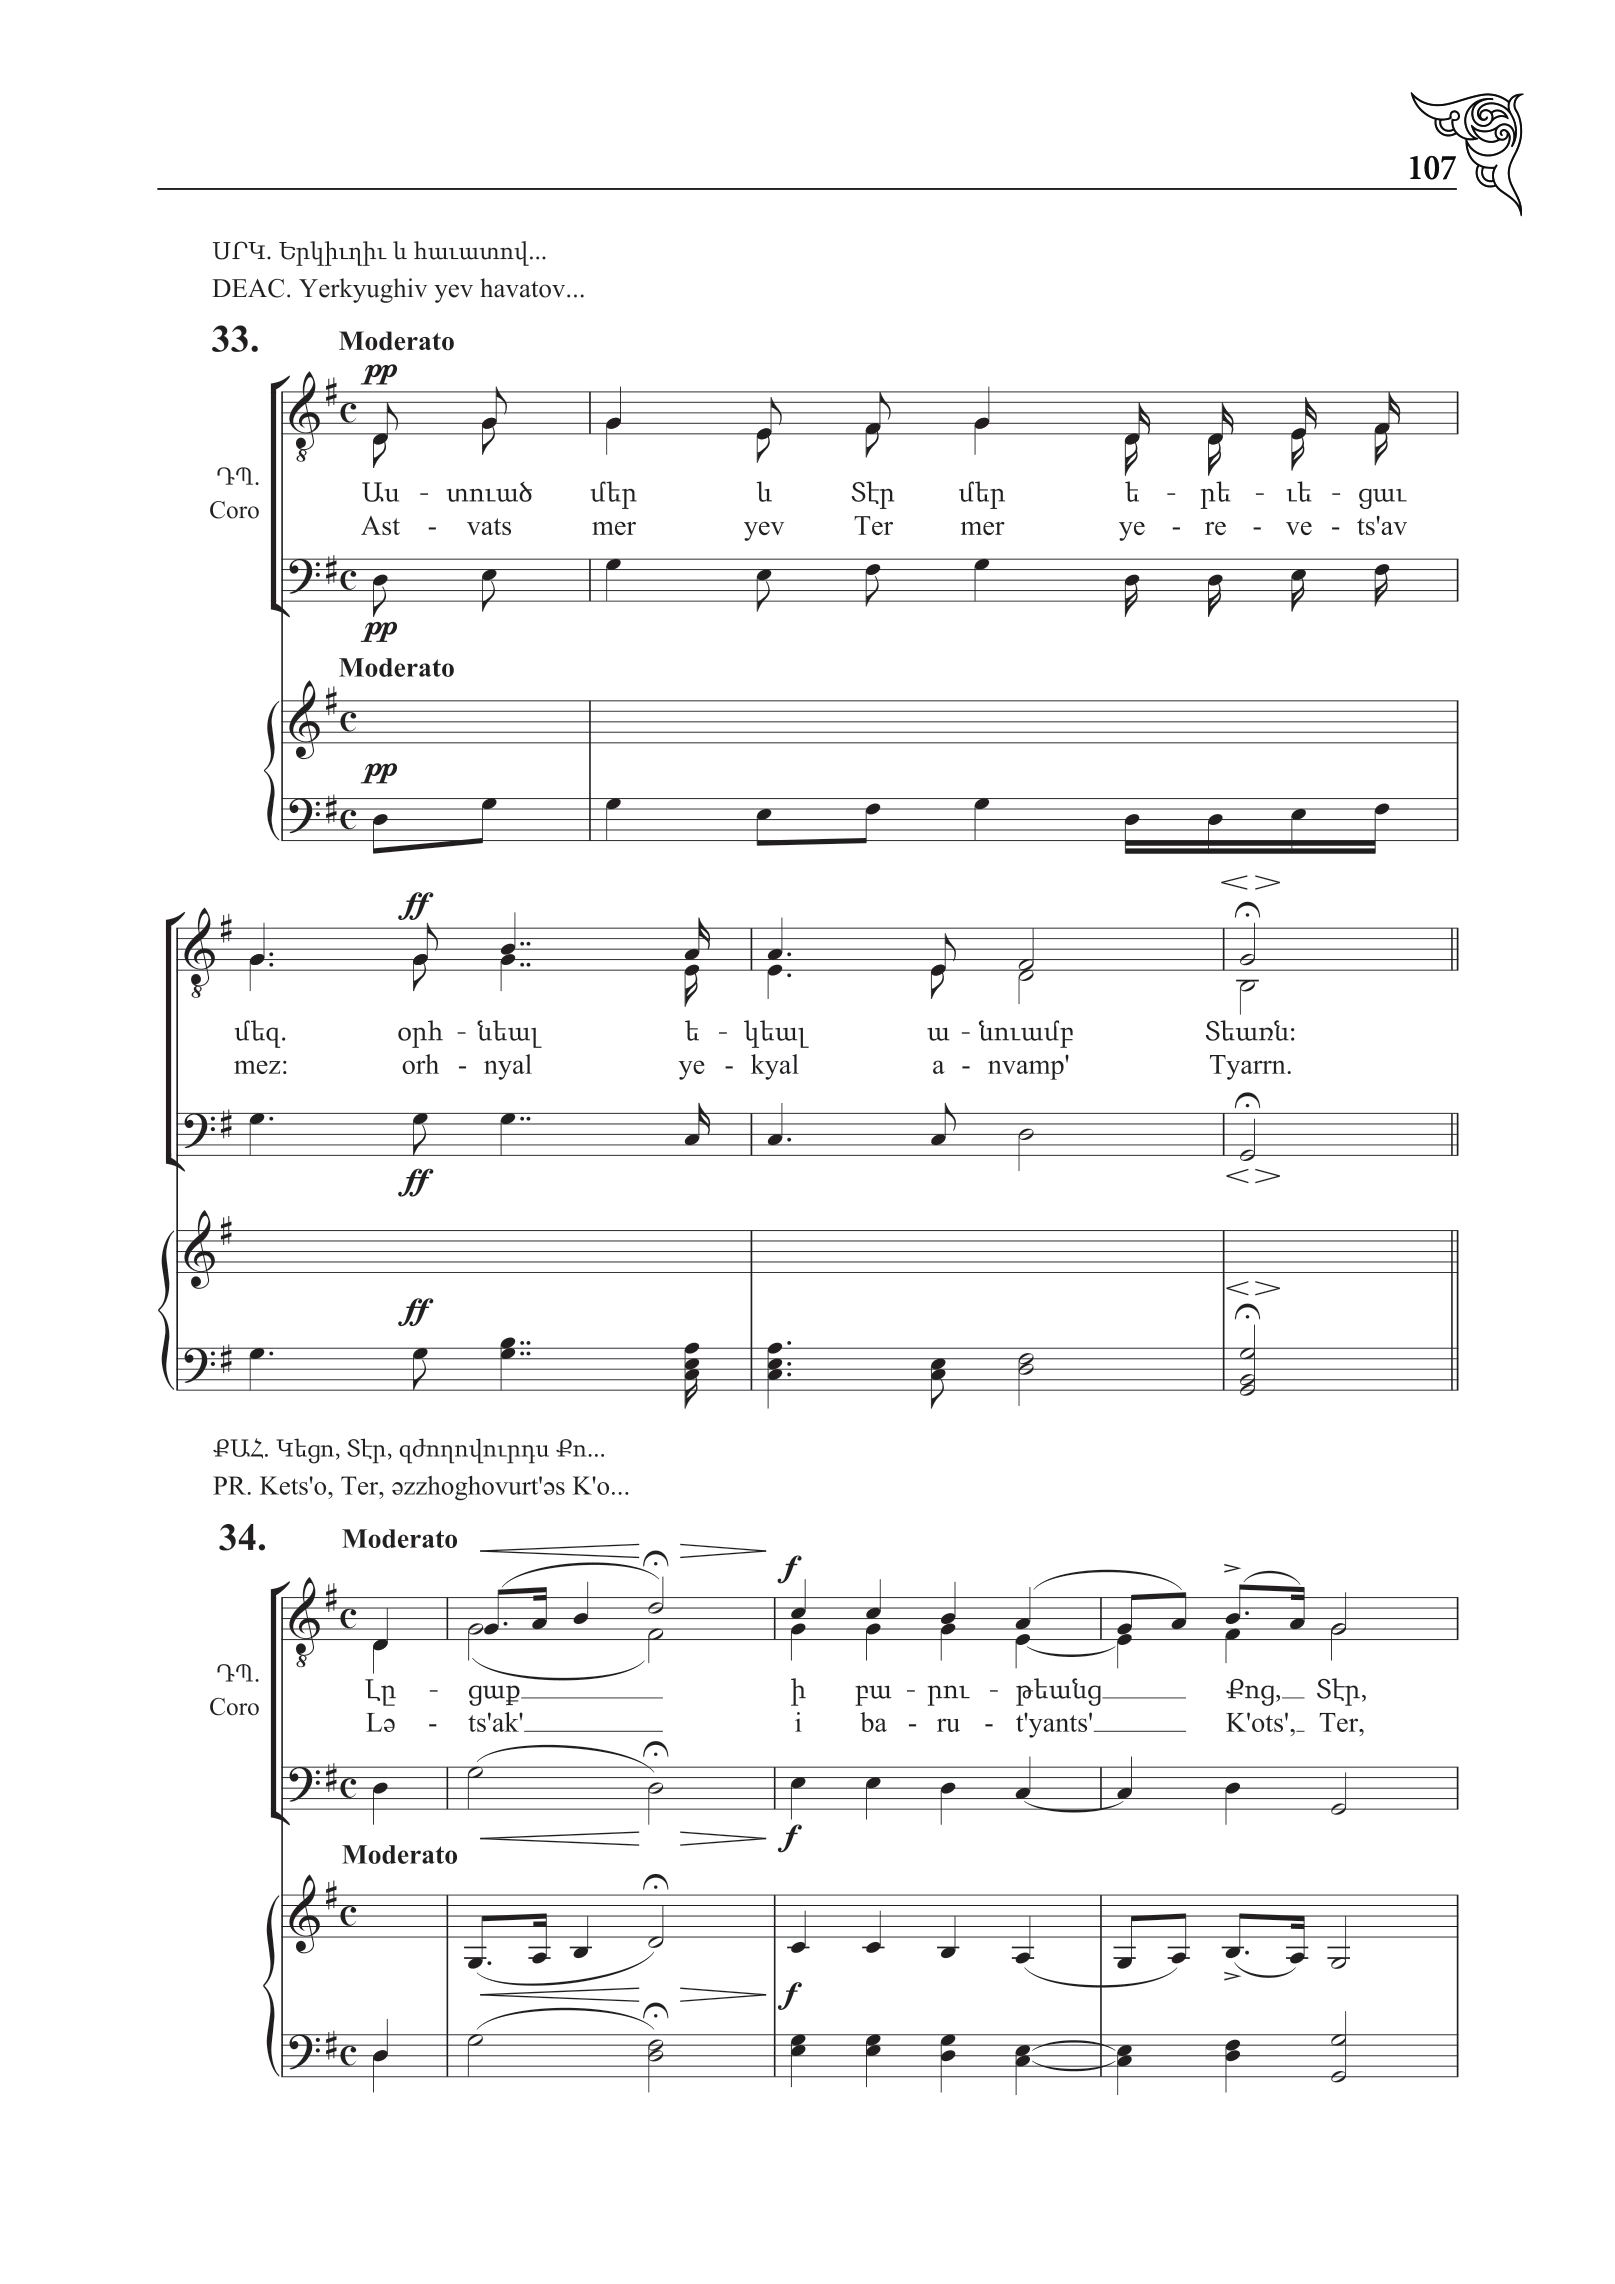 107
ՍՐԿ. Երկիւղիւ և հաւատով...
DEAC. Yerkyughiv yev havatov...
33. Moderato
pp
ԴՊ.
Coro
Աս - տուած մեր և Տէր մեր ե - րե - ւե - ցաւ
Ast - vats mer yev Ter mer ye - re - ve - ts'av
pp
Moderato
pp
ff
մեզ. օրհ - նեալ ե - կեալ ա - նուամբ Տեառն:
mez: orh - nyal ye - kyal a - nvamp' Tyarrn.
ff
ff
ՔԱՀ. Կեցո, Տէր, զժողովուրդս Քո...
PR. Kets'o, Ter, əzzhoghovurt'əs K'o...
34. Moderato
f
ԴՊ.
Coro
Լը - ցաք ի բա - րու - թեանց Քոց, Տէր,
Lə - ts'ak' i ba - ru - t'yants' K'ots', Ter,
f
Moderato
f